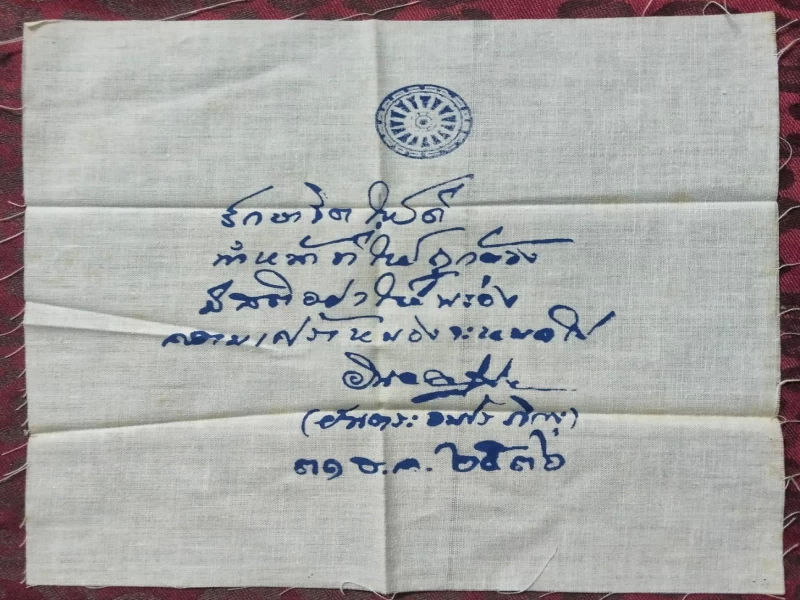 รักษาจิตให้ดี
ทำหน้าที่ให้ถูกต้อง
มีสติอย่าให้พร่อง
ความเศร้าหมองจะหมดไป
ภิกขุ)
๓๑ ธ.ค. ๒๕๓๖